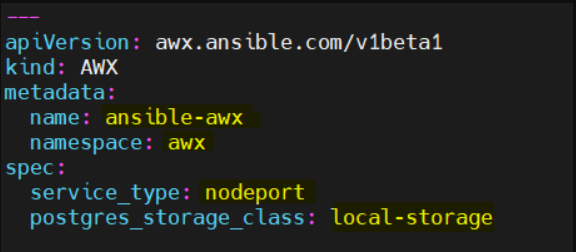 ---
apiVersion: awx.ansible.com/v1beta1
kind: AWX
metadata:
  name: ansible-awx
  namespace: awx
spec:
  service_type: nodeport
  postgres_storage_class: local-storage